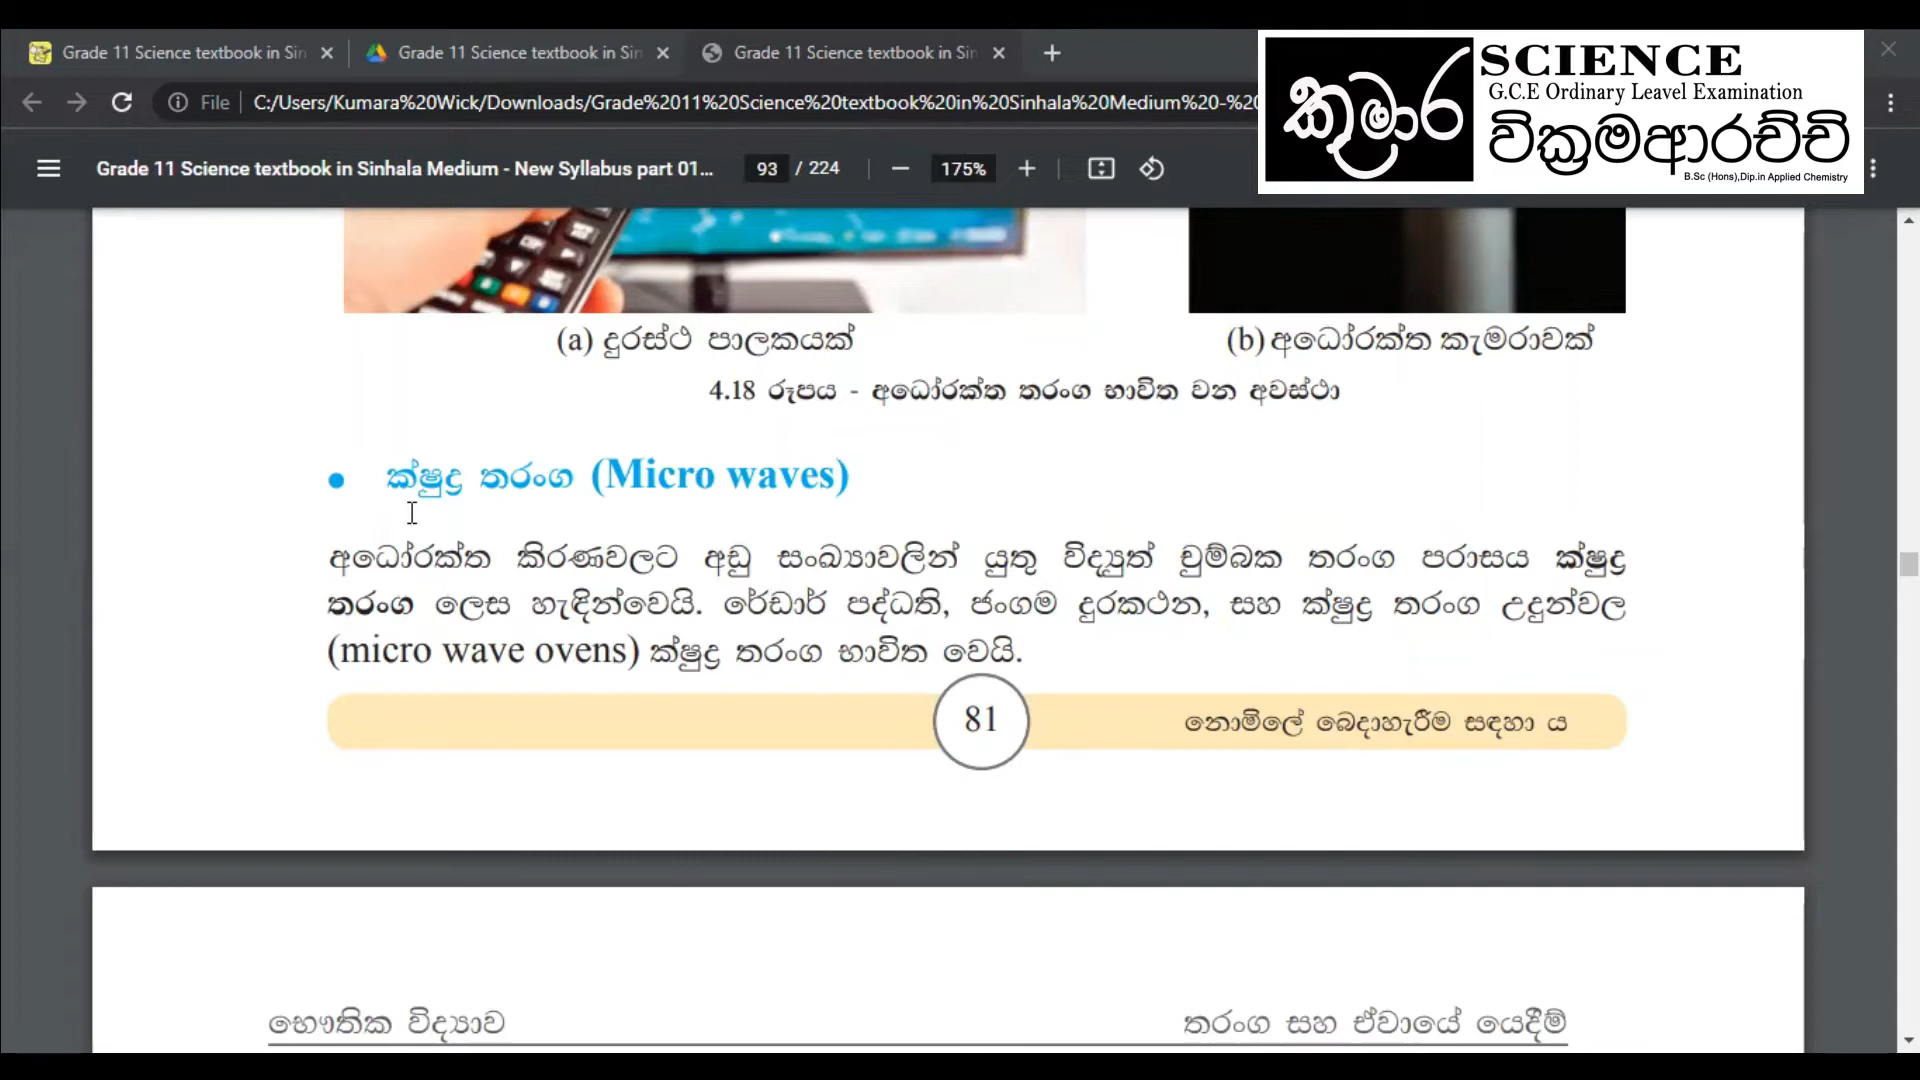 Grade 11 Science textbook in Sin
Grade 11 Science textbook in Sin
Grade 11 Science textbook in Sin
File
C:/Users/Kumara%20Wick/Downloads/Grade%2011%20Science%20textbook%20in%20Sinhala%20Medium%20-%20
කුමාර
SCIENCE
G.C.E Ordinary Leavel Examination
වික්‍රමආරච්චි
B.Sc (Hons),Dip.in Applied Chemistry
Grade 11 Science textbook in Sinhala Medium - New Syllabus part 01...
93 / 224
175%
(a) දුරස්ථ පාලකයක්
(b) අධෝරක්ත කැමරාවක්
4.18 රූපය - අධෝරක්ත තරංග භාවිත වන අවස්ථා
• ක්ෂුද්‍ර තරංග (Micro waves)
අධෝරක්ත කිරණවලට අඩු සංඛ්‍යාවලින් යුතු විද්‍යුත් චුම්බක තරංග පරාසය ක්ෂුද්‍ර
තරංග ලෙස හැඳින්වෙයි. රේඩාර් පද්ධති, ජංගම දුරකථන, සහ ක්ෂුද්‍ර තරංග උදුන්වල
(micro wave ovens) ක්ෂුද්‍ර තරංග භාවිත වෙයි.
81
නොමිලේ බෙදාහැරීම සඳහා ය
භෞතික විද්‍යාව
තරංග සහ ඒවායේ යෙදීම්